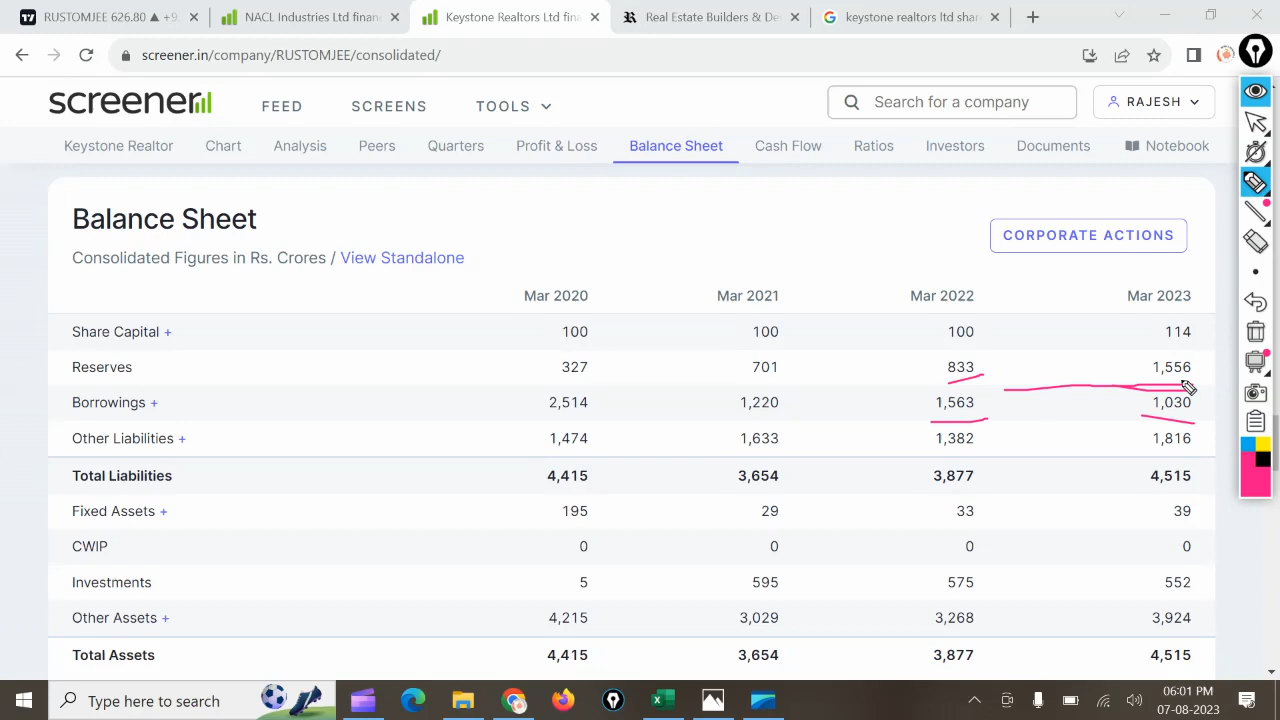 RUSTOMJEE 626.30 ▲ +9
NACL Industries Ltd finan
Keystone Realtors Ltd fina
Real Estate Builders & De
keystone realtors ltd shar
screener.in/company/RUSTOMJEE/consolidated/
screener FEED SCREENS TOOLS Search for a company RAJESH
Keystone Realtor Chart Analysis Peers Quarters Profit & Loss Balance Sheet Cash Flow Ratios Investors Documents Notebook
Balance Sheet
CORPORATE ACTIONS
Consolidated Figures in Rs. Crores / View Standalone
Mar 2020 Mar 2021 Mar 2022 Mar 2023
Share Capital + 100 100 100 114
Reserves 327 701 833 1,556
Borrowings + 2,514 1,220 1,563 1,030
Other Liabilities + 1,474 1,633 1,382 1,816
Total Liabilities 4,415 3,654 3,877 4,515
Fixed Assets + 195 29 33 39
CWIP 0 0 0 0
Investments 5 595 575 552
Other Assets + 4,215 3,029 3,268 3,924
Total Assets 4,415 3,654 3,877 4,515
Type here to search
06:01 PM
07-08-2023